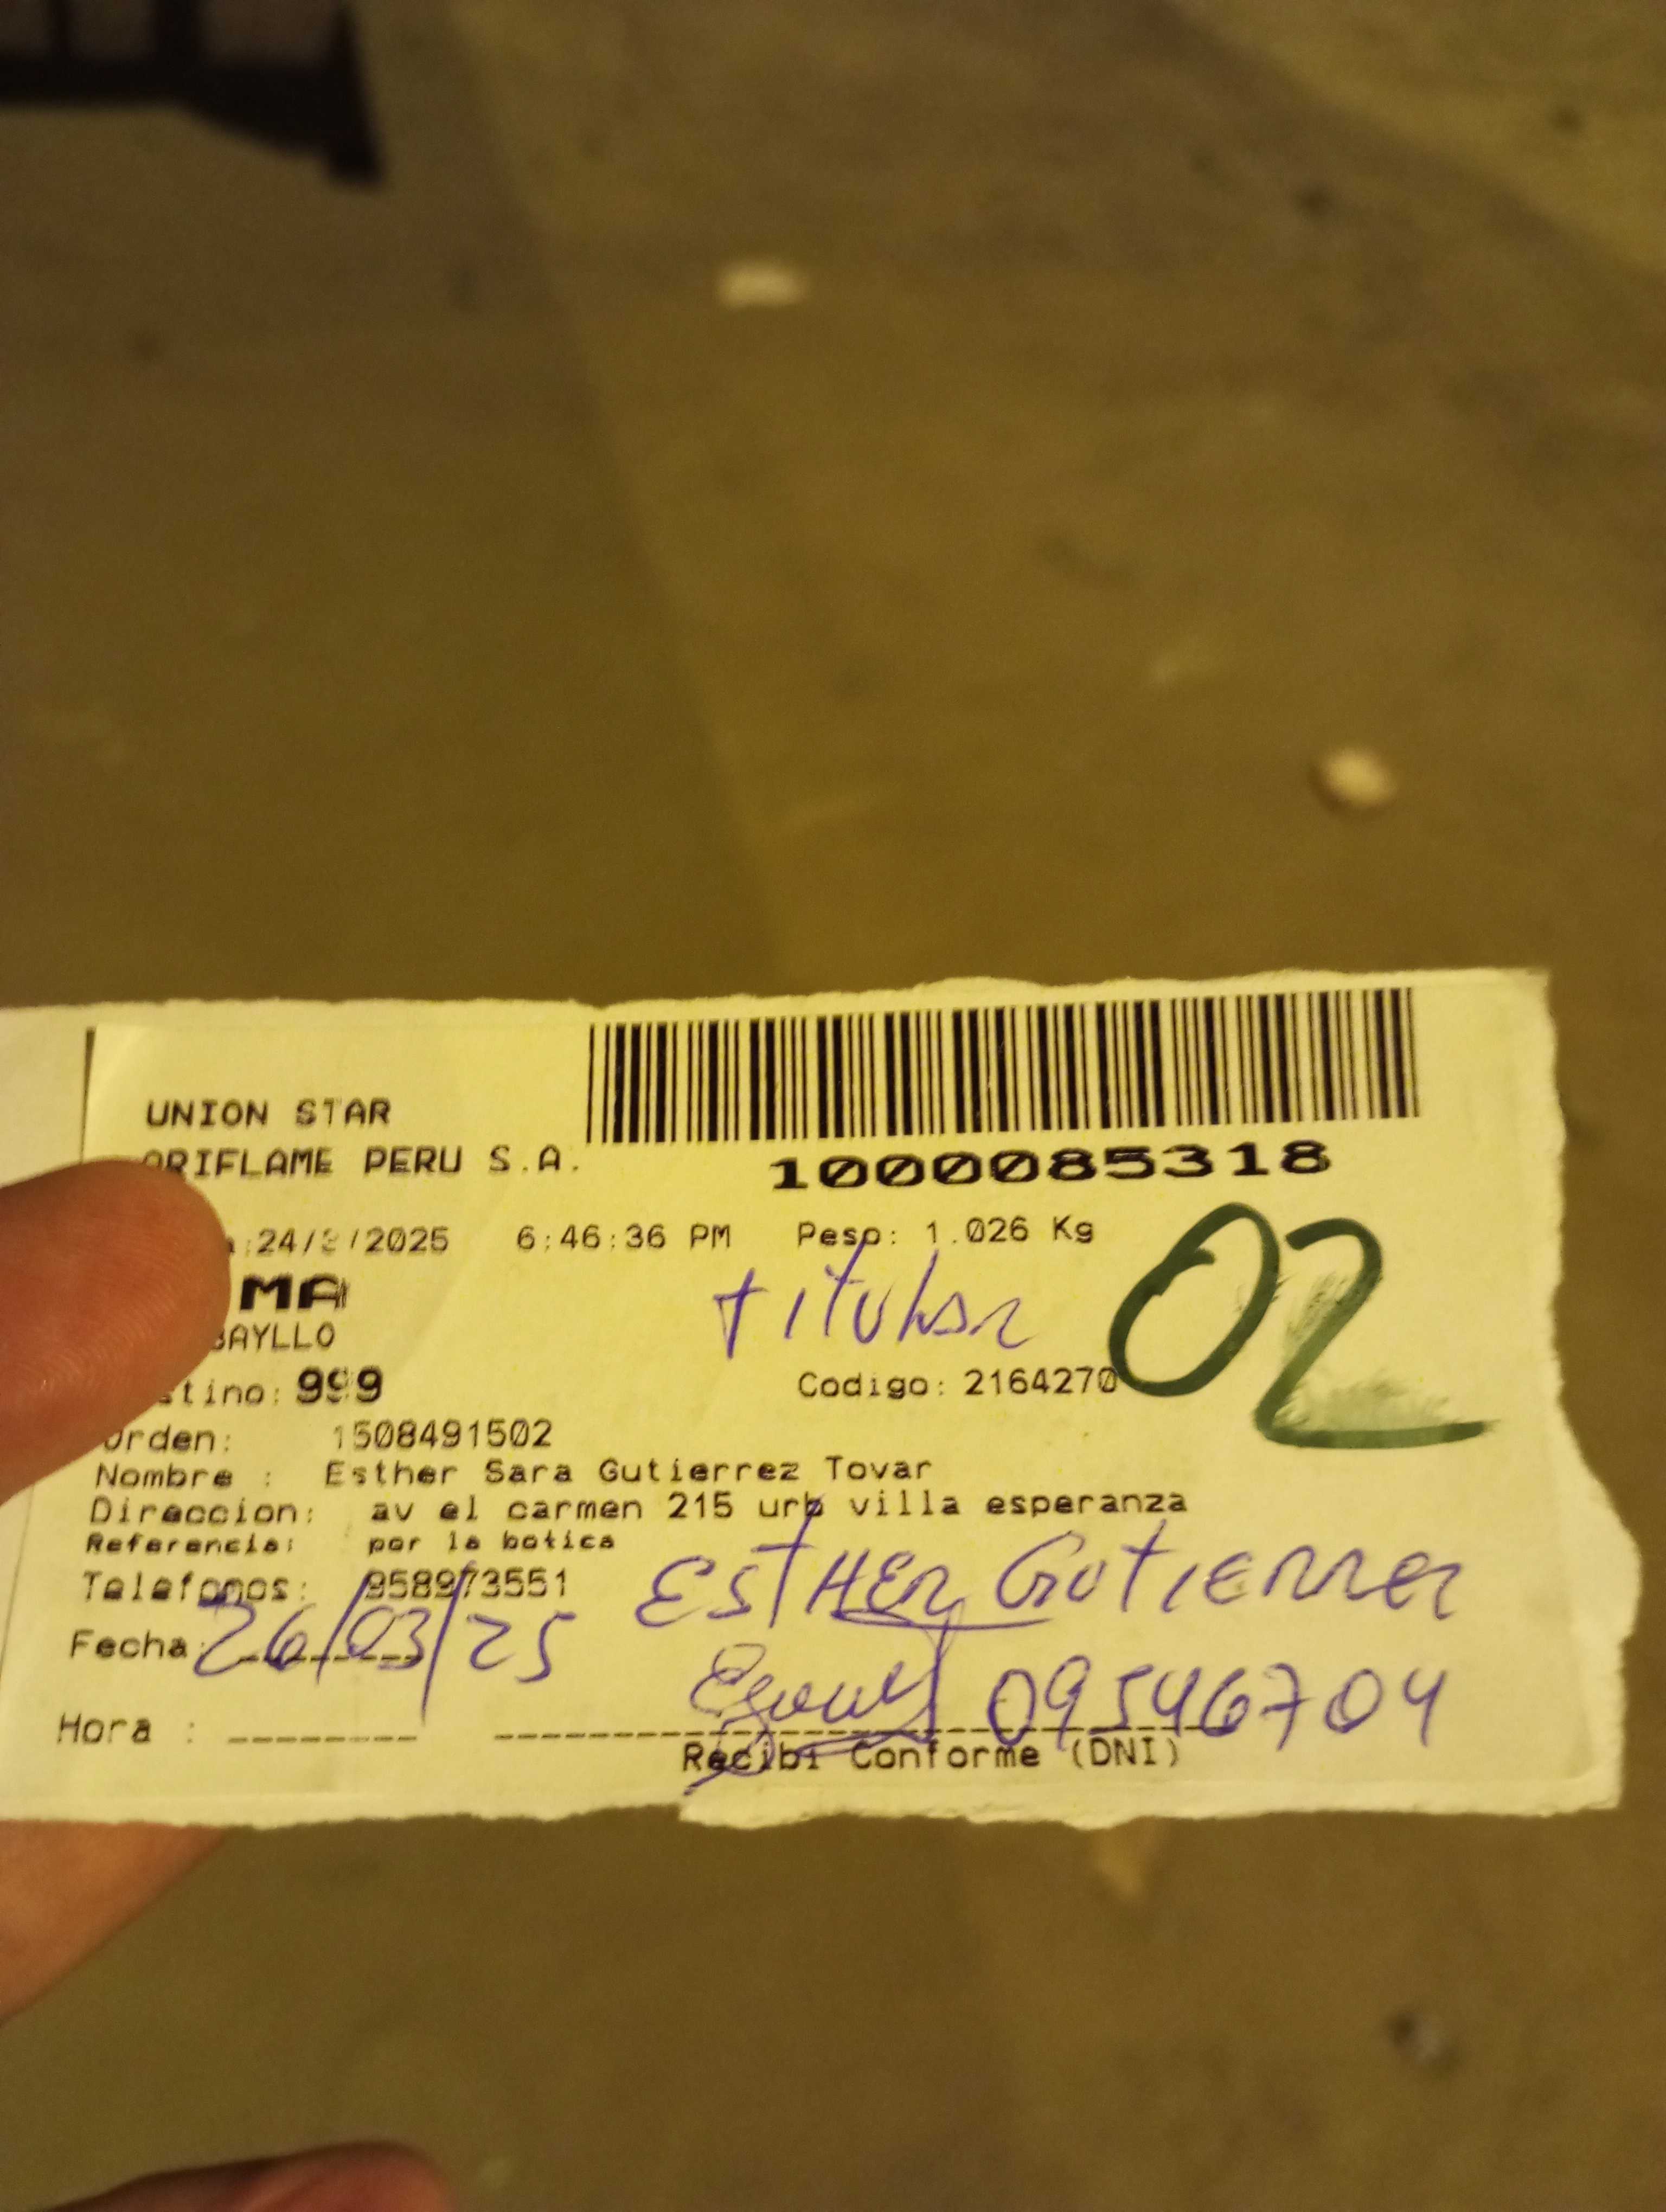 UNION STAR
ORIFLAME PERU S.A.
1000085318
:24/3/2025 6:46:36 PM Peso: 1.026 Kg
02
MA
titular
BAYLLO
tino: 999 Codigo: 2164270
Orden: 1508491502
Nombre : Esther Sara Gutierrez Tovar
Direccion: av el carmen 215 urb villa esperanza
Referencia: por la botica
Telefonos: 958973551
ESTHER GUTIERREZ
Fecha: 26/03/25
09546704
Hora :
Recibi Conforme (DNI)